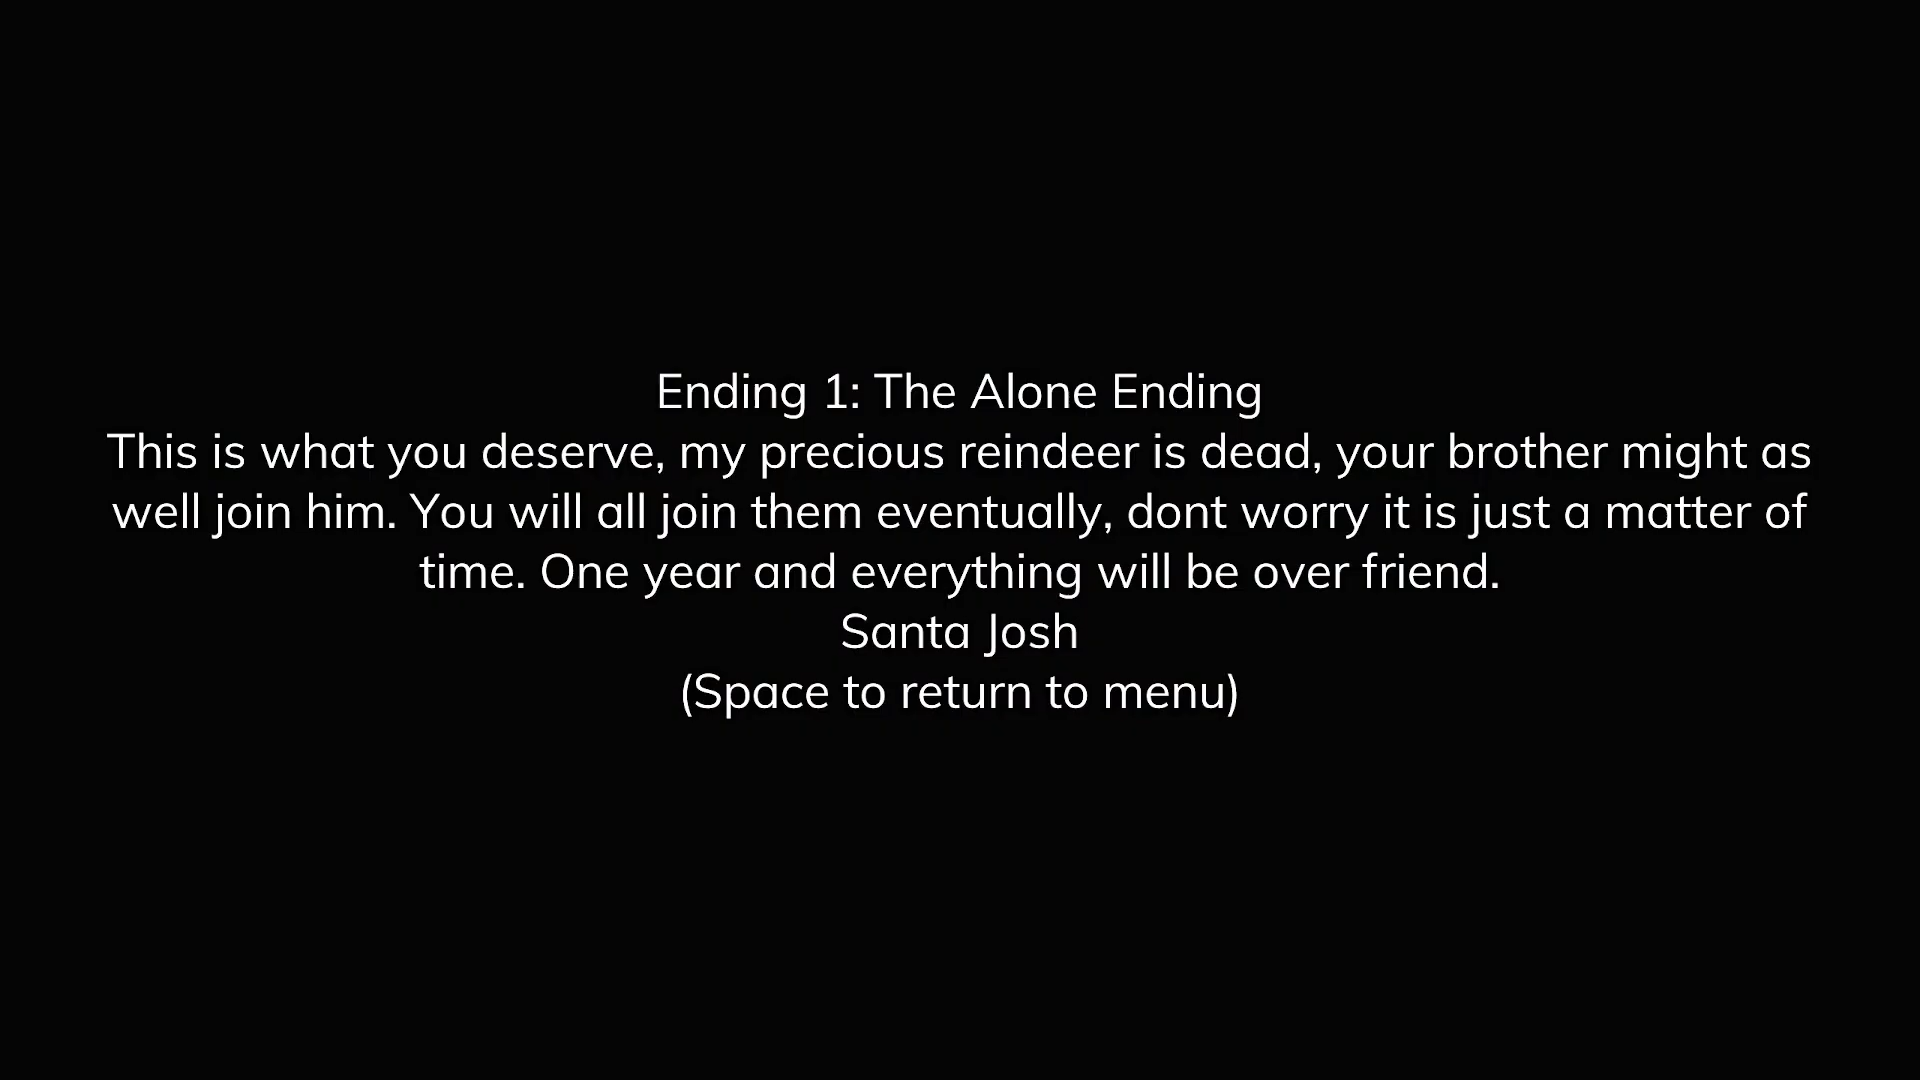 Ending 1: The Alone Ending
This is what you deserve, my precious reindeer is dead, your brother might as
well join him. You will all join them eventually, dont worry it is just a matter of
time. One year and everything will be over friend.
Santa Josh
(Space to return to menu)